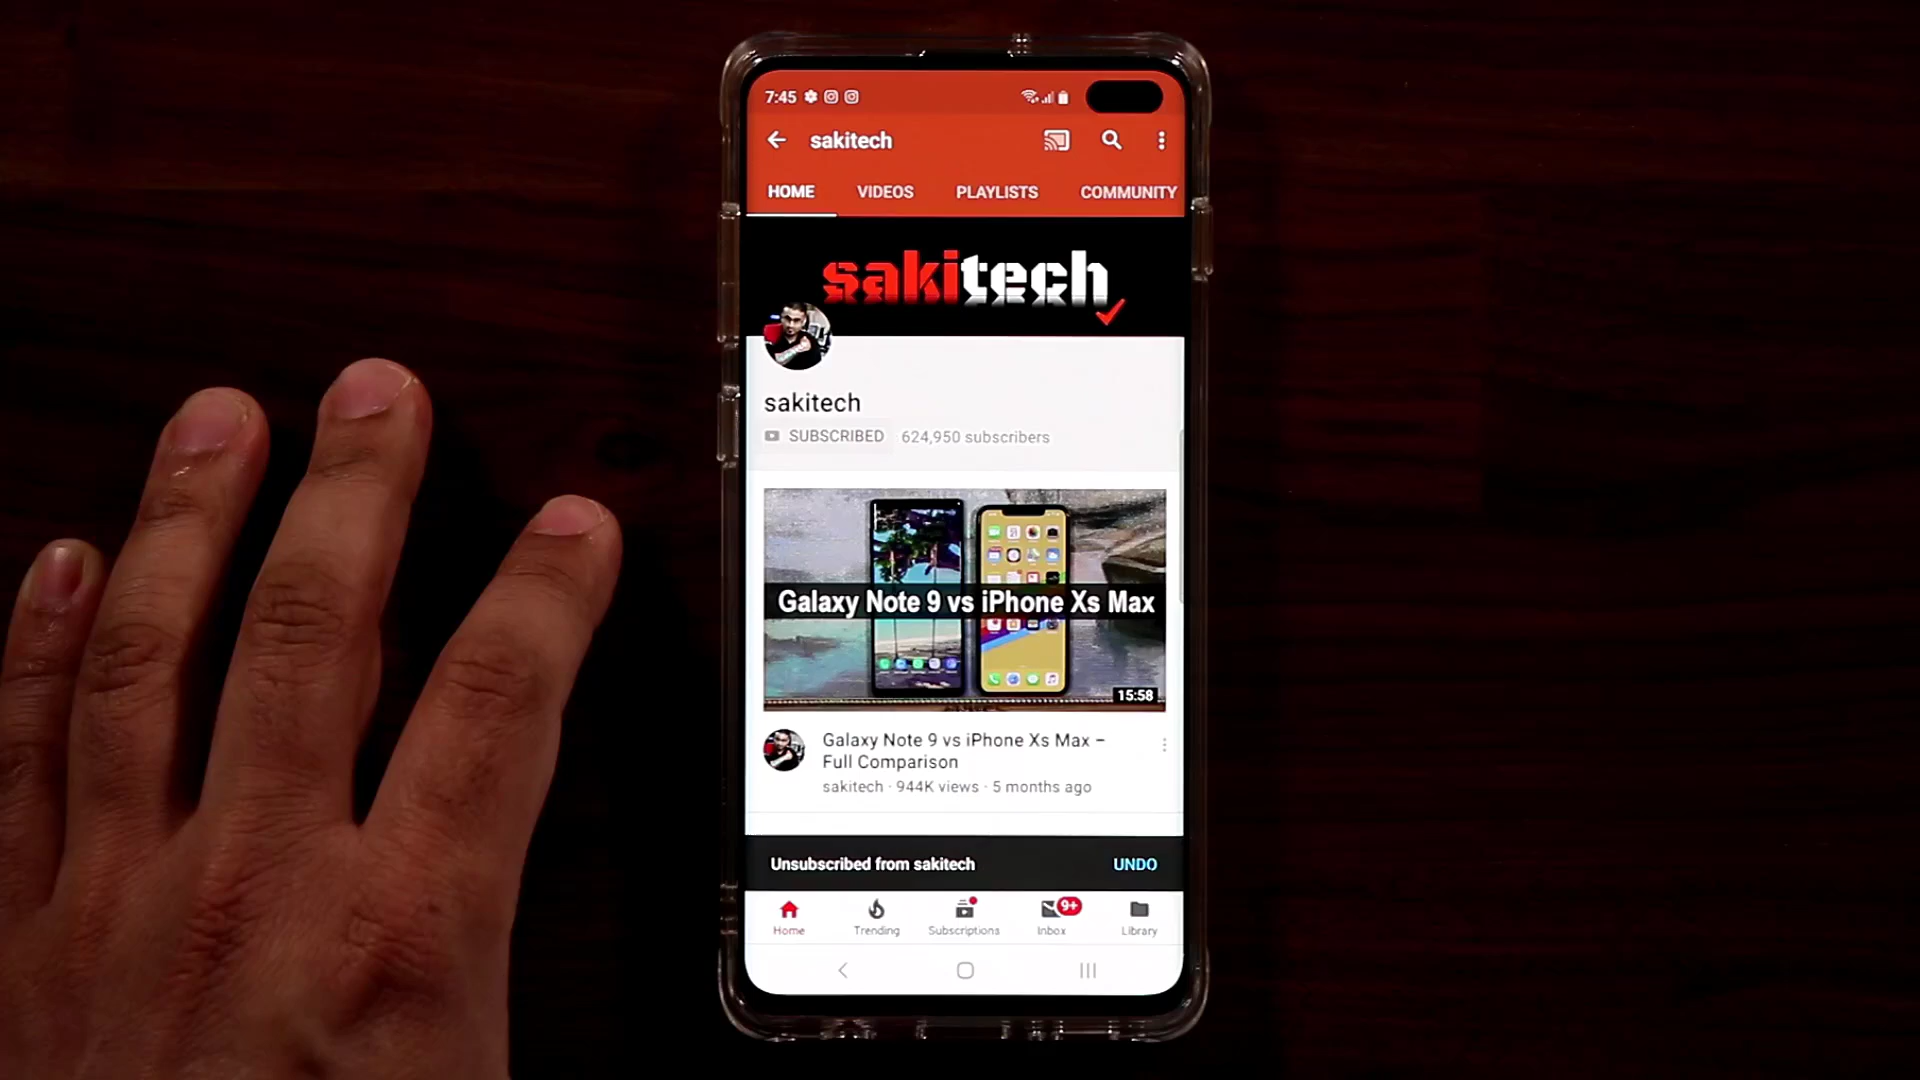 7:45
sakitech
HOME VIDEOS PLAYLISTS COMMUNITY
sakitech
sakitech
SUBSCRIBED 624,950 subscribers
Galaxy Note 9 vs iPhone Xs Max
15:58
Galaxy Note 9 vs iPhone Xs Max –
Full Comparison
sakitech · 944K views · 5 months ago
Unsubscribed from sakitech UNDO
9+
Home Trending Subscriptions Inbox Library